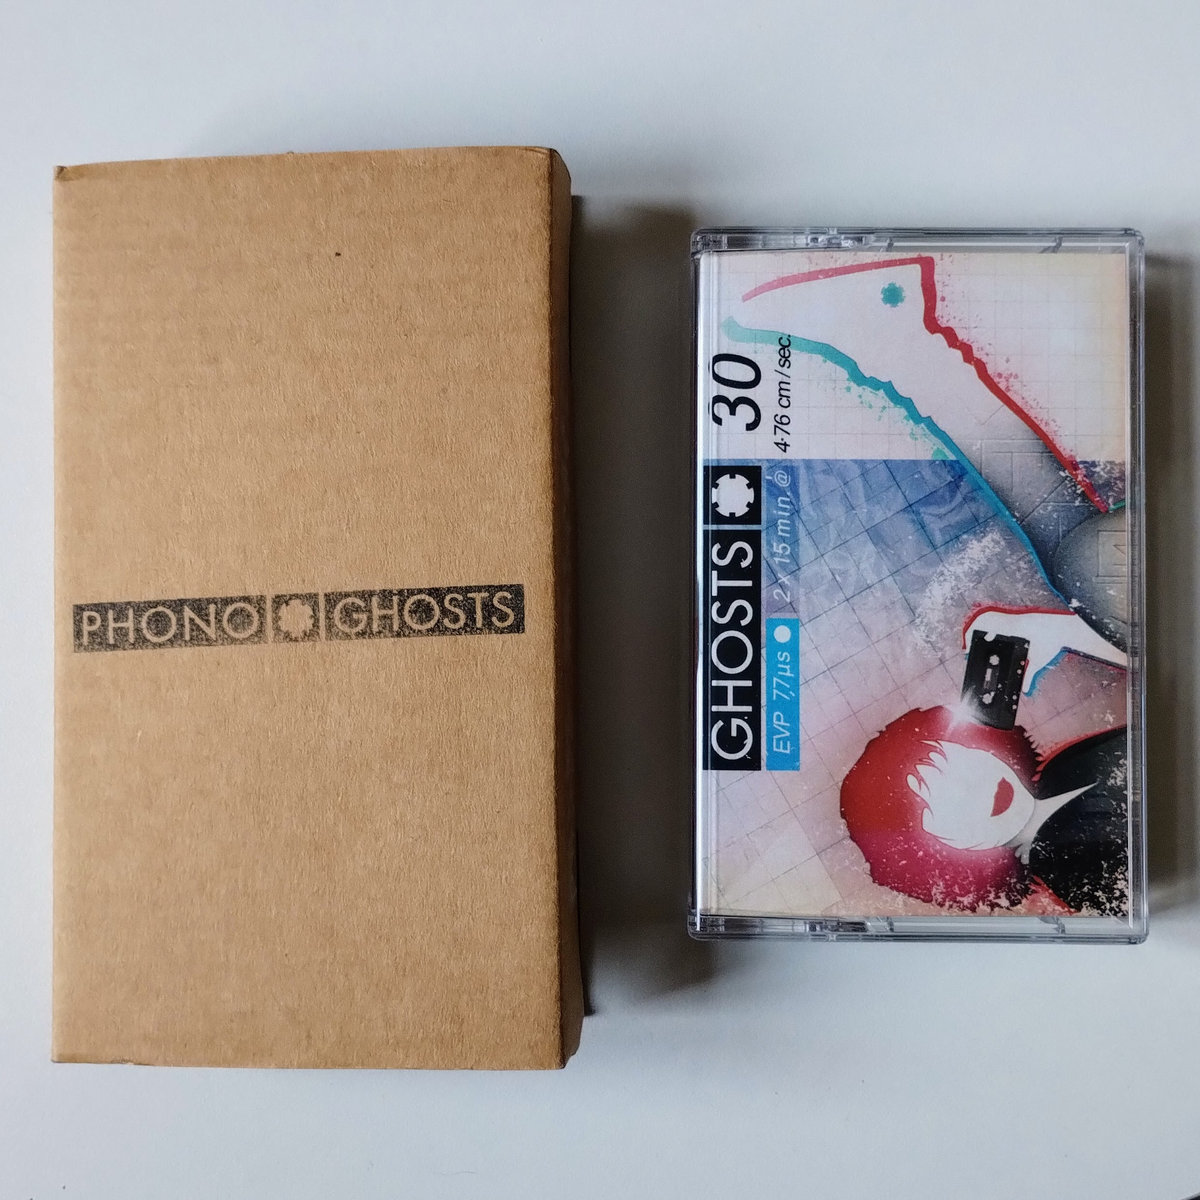 PHONO GHOSTS
GHOSTS 30
EVP 77µs 2 x 15 min. @ 4·76 cm/sec.